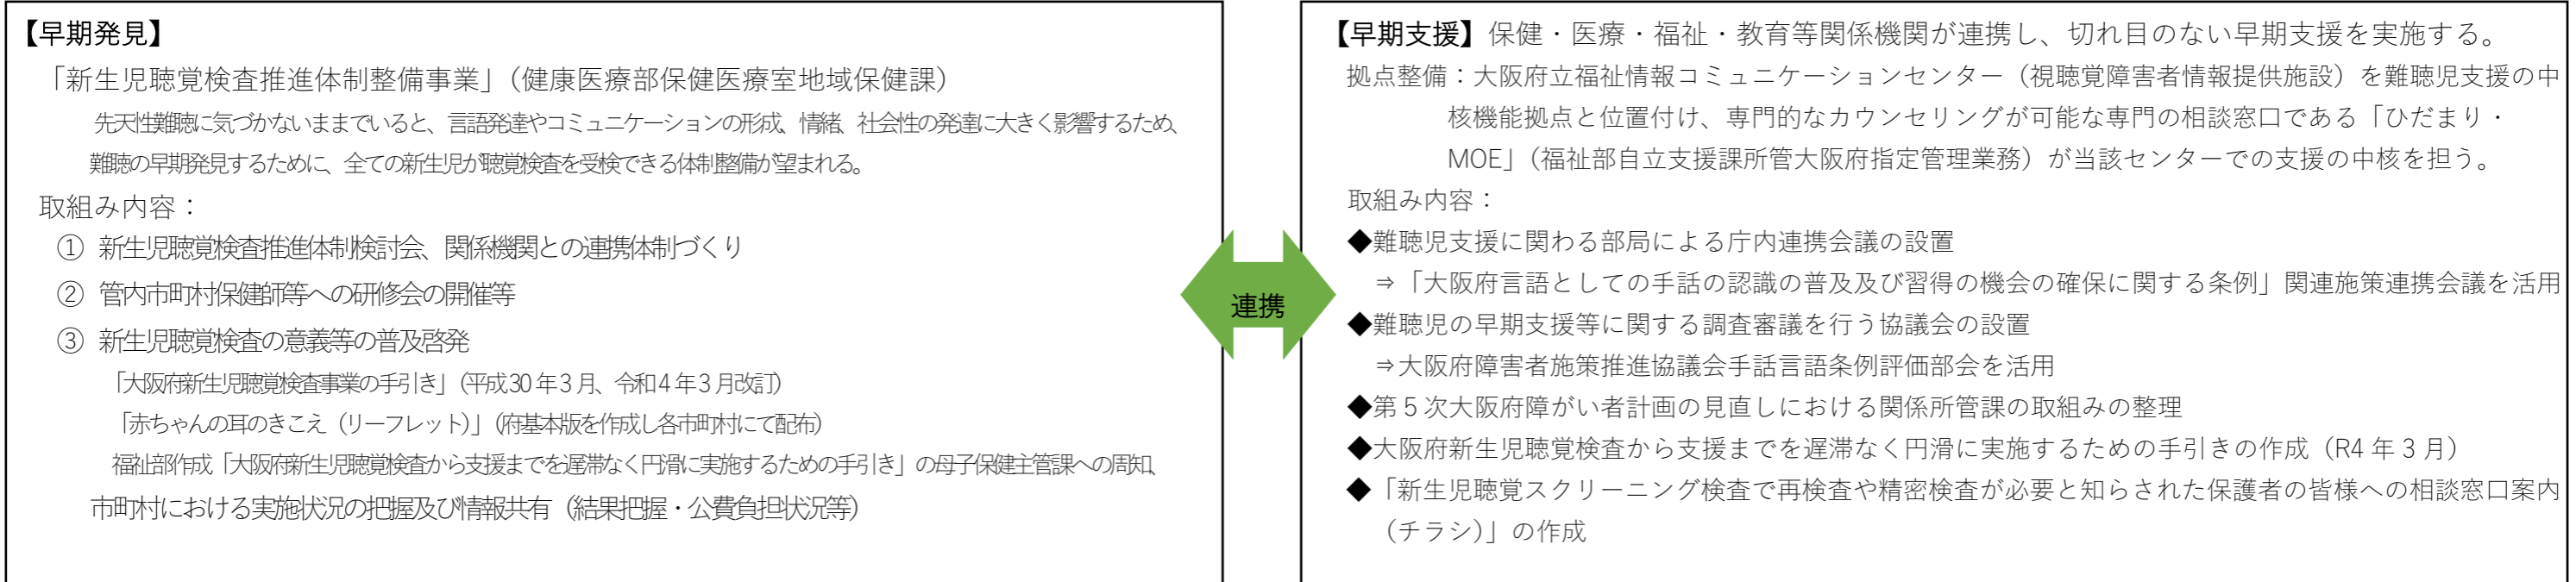 【早期発見】
「新生児聴覚検査推進体制整備事業」(健康医療部保健医療室地域保健課)
先天性難聴に気づかないままでいると、言語発達やコミュニケーションの形成、情緒、社会性の発達に大きく影響するため、
難聴の早期発見するために、全ての新生児が聴覚検査を受検できる体制整備が望まれる。
取組み内容:
① 新生児聴覚検査推進体制検討会、関係機関との連携体制づくり
② 管内市町村保健師等への研修会の開催等
③ 新生児聴覚検査の意義等の普及啓発
「大阪府新生児聴覚検査事業の手引き」(平成30年3月、令和4年3月改訂)
「赤ちゃんの耳のきこえ(リーフレット)」(府基本版を作成し各市町村にて配布)
福祉部作成「大阪府新生児聴覚検査から支援までを遅滞なく円滑に実施するための手引き」の母子保健主管課への周知、
市町村における実施状況の把握及び情報共有(結果把握・公費負担状況等)
連携
【早期支援】保健・医療・福祉・教育等関係機関が連携し、切れ目のない早期支援を実施する。
拠点整備:大阪府立福祉情報コミュニケーションセンター(視聴覚障害者情報提供施設)を難聴児支援の中
核機能拠点と位置付け、専門的なカウンセリングが可能な専門の相談窓口である「ひだまり・
MOE」(福祉部自立支援課所管大阪府指定管理業務)が当該センターでの支援の中核を担う。
取組み内容:
◆難聴児支援に関わる部局による庁内連携会議の設置
⇒「大阪府言語としての手話の認識の普及及び習得の機会の確保に関する条例」関連施策連携会議を活用
◆難聴児の早期支援等に関する調査審議を行う協議会の設置
⇒大阪府障害者施策推進協議会手話言語条例評価部会を活用
◆第5次大阪府障がい者計画の見直しにおける関係所管課の取組みの整理
◆大阪府新生児聴覚検査から支援までを遅滞なく円滑に実施するための手引きの作成(R4年3月)
◆「新生児聴覚スクリーニング検査で再検査や精密検査が必要と知らされた保護者の皆様への相談窓口案内
(チラシ)」の作成